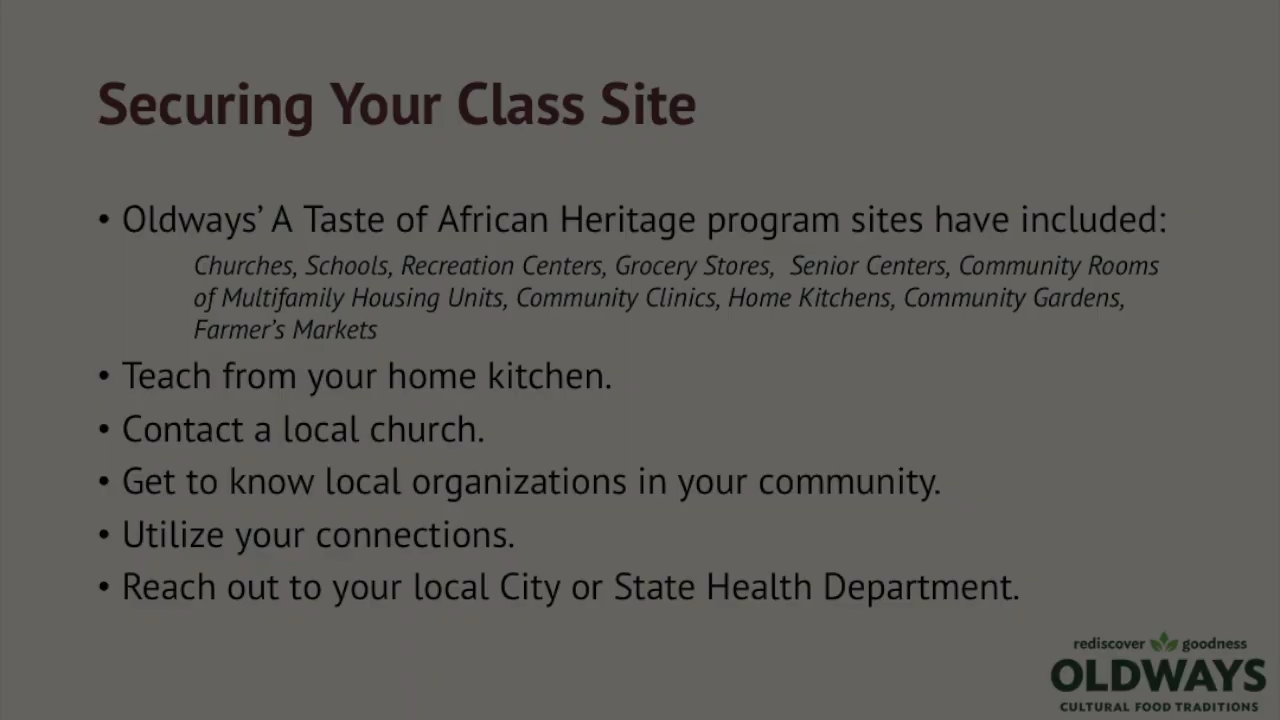 Securing Your Class Site
• Oldways’ A Taste of African Heritage program sites have included:
Churches, Schools, Recreation Centers, Grocery Stores,  Senior Centers, Community Rooms
of Multifamily Housing Units, Community Clinics, Home Kitchens, Community Gardens,
Farmer’s Markets
• Teach from your home kitchen.
• Contact a local church.
• Get to know local organizations in your community.
• Utilize your connections.
• Reach out to your local City or State Health Department.
rediscover goodness
OLDWAYS
CULTURAL FOOD TRADITIONS